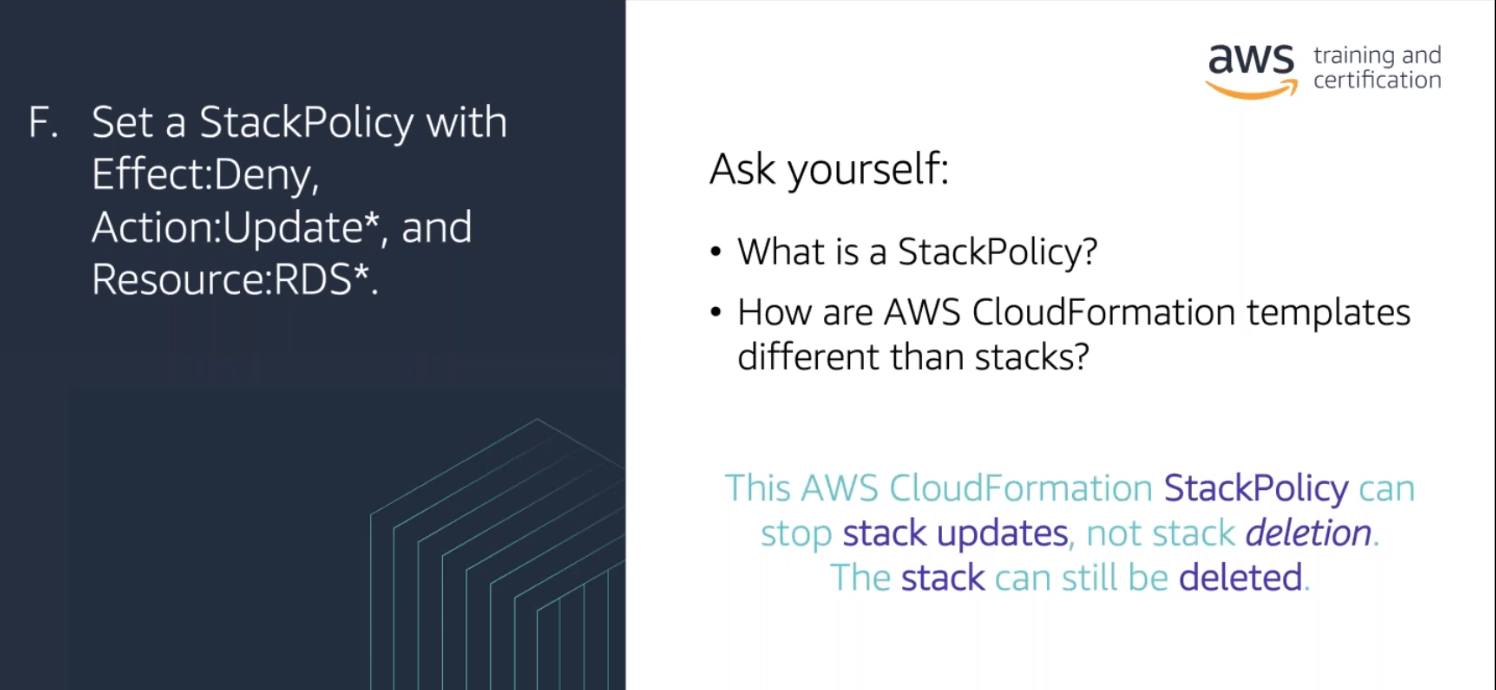 F. Set a StackPolicy with
Effect:Deny,
Action:Update*, and
Resource:RDS*.
aws training and
certification
Ask yourself:
• What is a StackPolicy?
• How are AWS CloudFormation templates
different than stacks?
This AWS CloudFormation StackPolicy can
stop stack updates, not stack deletion.
The stack can still be deleted.